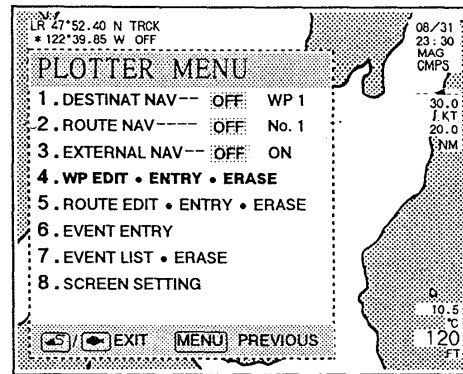 LR 47°52.40 N TRCK
* 122°39.85 W OFF
08/31
23:30
MAG
CMPS
PLOTTER MENU
1. DESTINAT NAV-- OFF WP 1
2. ROUTE NAV---- OFF No. 1
3. EXTERNAL NAV-- OFF ON
4. WP EDIT • ENTRY • ERASE
5. ROUTE EDIT • ENTRY • ERASE
6. EVENT ENTRY
7. EVENT LIST • ERASE
8. SCREEN SETTING
/ EXIT MENU PREVIOUS
30.0
KT
20.0
NM
10.5
°C
120
FT